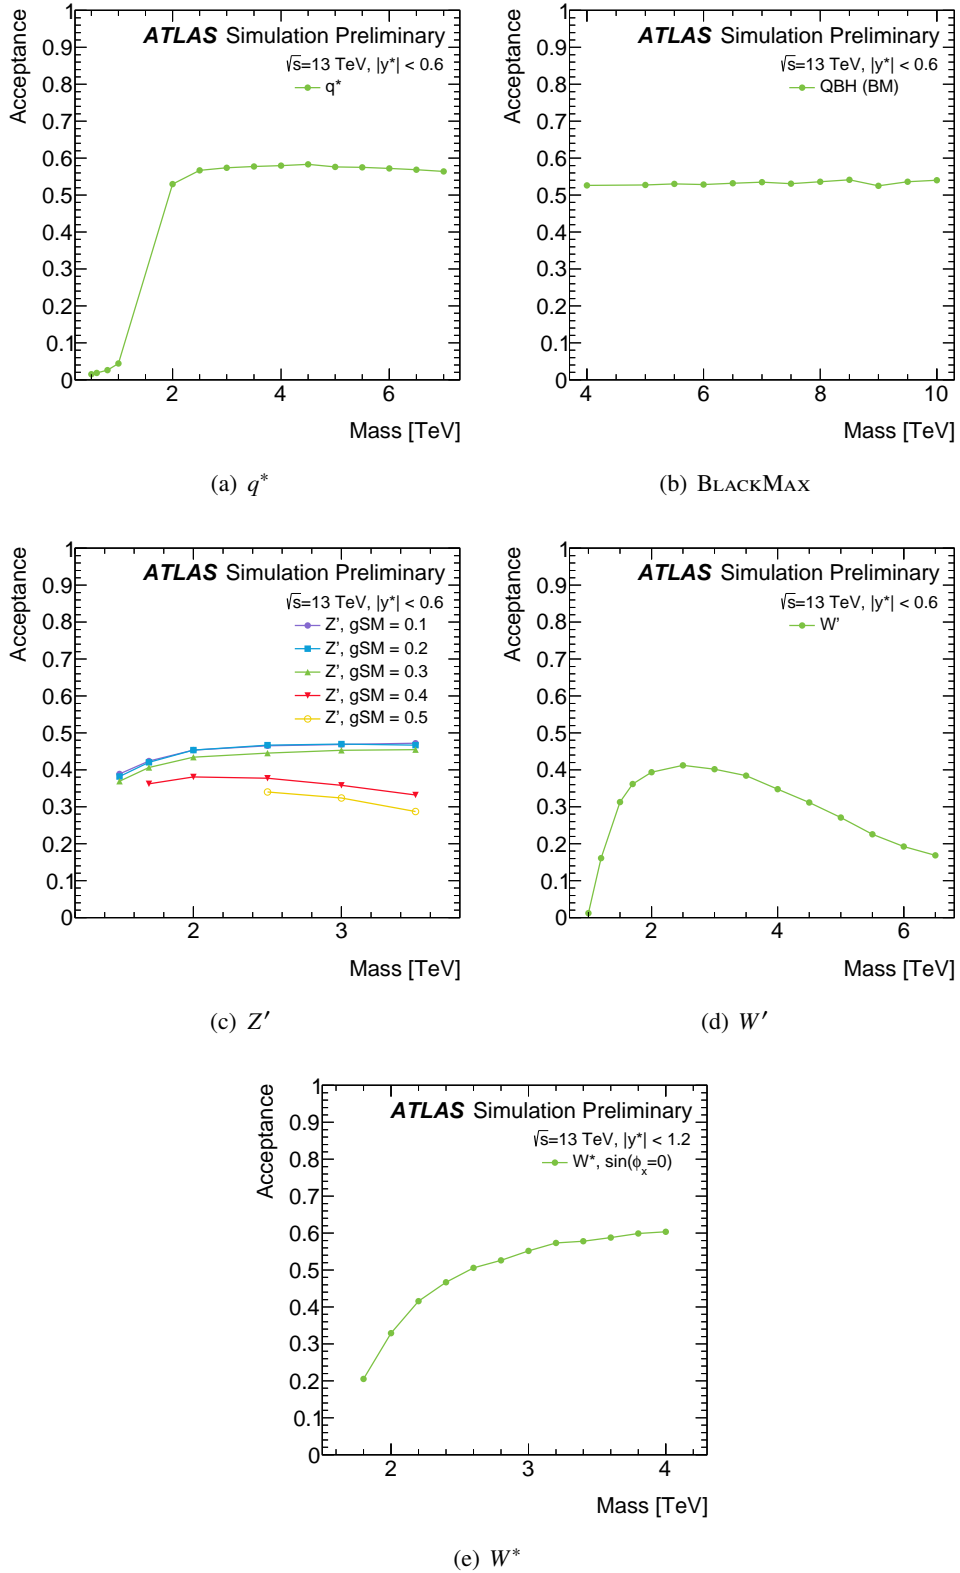 1
0.9
0.8
0.7
0.6
0.5
0.4
0.3
0.2
0.1
0
Acceptance
ATLAS Simulation Preliminary
√s=13 TeV, |y*| < 0.6
q*
2 4 6
Mass [TeV]
(a) q*
1
0.9
0.8
0.7
0.6
0.5
0.4
0.3
0.2
0.1
0
Acceptance
ATLAS Simulation Preliminary
√s=13 TeV, |y*| < 0.6
QBH (BM)
4 6 8 10
Mass [TeV]
(b) BLACKMAX
1
0.9
0.8
0.7
0.6
0.5
0.4
0.3
0.2
0.1
0
Acceptance
ATLAS Simulation Preliminary
√s=13 TeV, |y*| < 0.6
Z', gSM = 0.1
Z', gSM = 0.2
Z', gSM = 0.3
Z', gSM = 0.4
Z', gSM = 0.5
2 3
Mass [TeV]
(c) Z′
1
0.9
0.8
0.7
0.6
0.5
0.4
0.3
0.2
0.1
0
Acceptance
ATLAS Simulation Preliminary
√s=13 TeV, |y*| < 0.6
W'
2 4 6
Mass [TeV]
(d) W′
1
0.9
0.8
0.7
0.6
0.5
0.4
0.3
0.2
0.1
0
Acceptance
ATLAS Simulation Preliminary
√s=13 TeV, |y*| < 1.2
W*, sin(ϕₓ=0)
2 3 4
Mass [TeV]
(e) W*